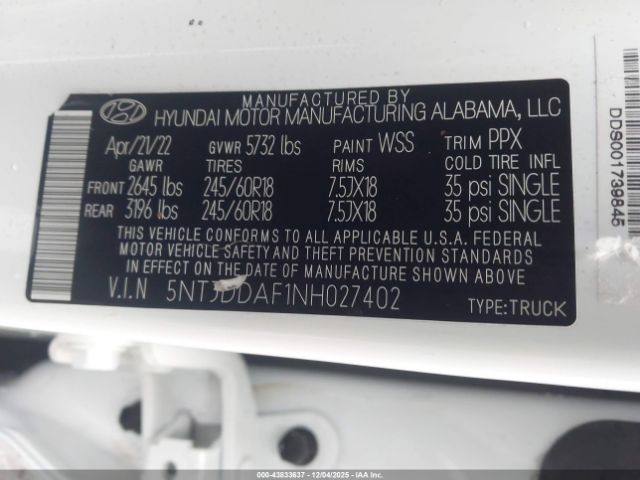 MANUFACTURED BY
HYUNDAI MOTOR MANUFACTURING ALABAMA, LLC
Apr/21/22 GVWR 5732 lbs PAINT WSS TRIM PPX
GAWR TIRES RIMS COLD TIRE INFL
FRONT 2645 lbs 245/60R18 7.5JX18 35 psi SINGLE
REAR 3196 lbs 245/60R18 7.5JX18 35 psi SINGLE
THIS VEHICLE CONFORMS TO ALL APPLICABLE U.S.A. FEDERAL
MOTOR VEHICLE SAFETY AND THEFT PREVENTION STANDARDS
IN EFFECT ON THE DATE OF MANUFACTURE SHOWN ABOVE.
V.I.N 5NTJDDAF1NH027402
TYPE:TRUCK
DDS001739845
000-43833637 - 12/04/2025 - IAAI.COM